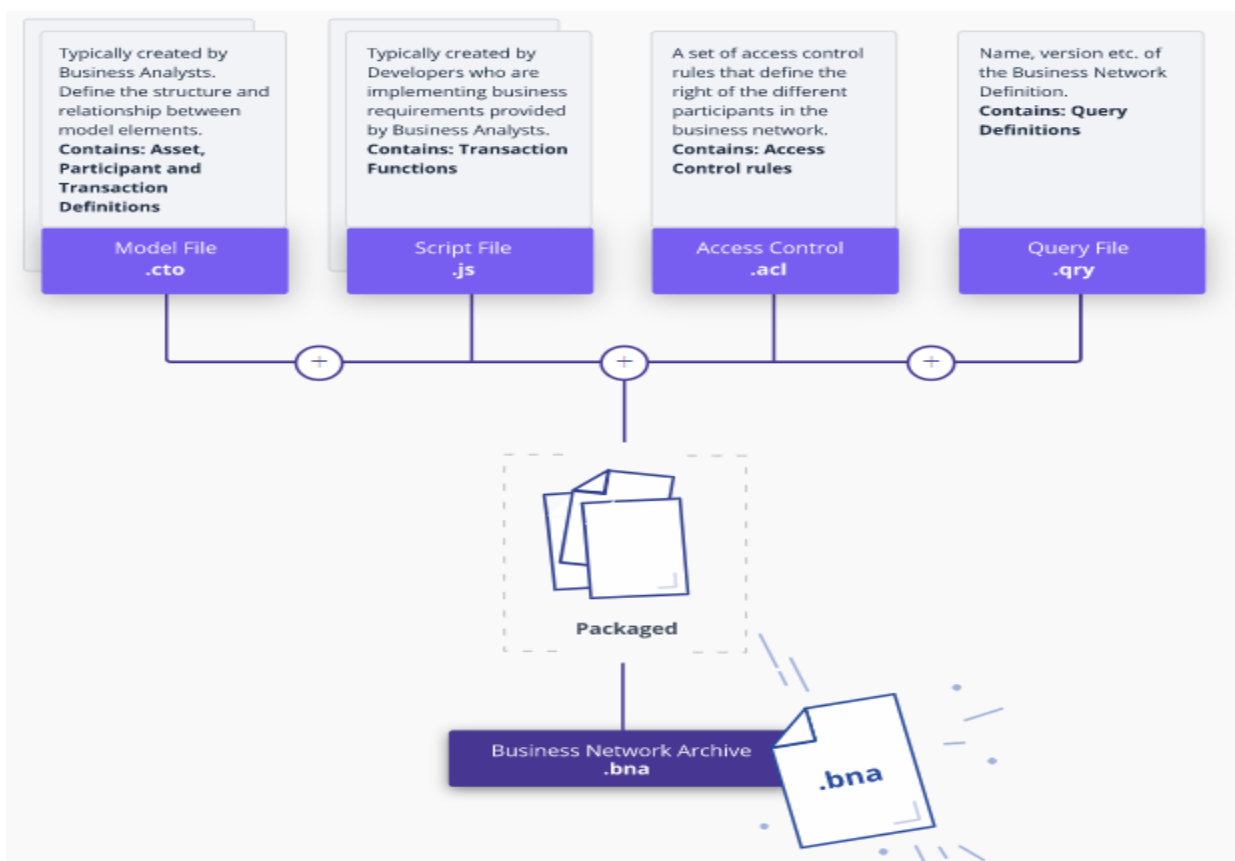 Typically created by
Business Analysts.
Define the structure and
relationship between
model elements.
Contains: Asset,
Participant and
Transaction
Definitions
Model File
.cto
Typically created by
Developers who are
implementing business
requirements provided
by Business Analysts.
Contains: Transaction
Functions
Script File
.js
A set of access control
rules that define the
right of the different
participants in the
business network.
Contains: Access
Control rules
Access Control
.acl
Name, version etc. of
the Business Network
Definition.
Contains: Query
Definitions
Query File
.qry
+
+
+
Packaged
Business Network Archive
.bna
.bna